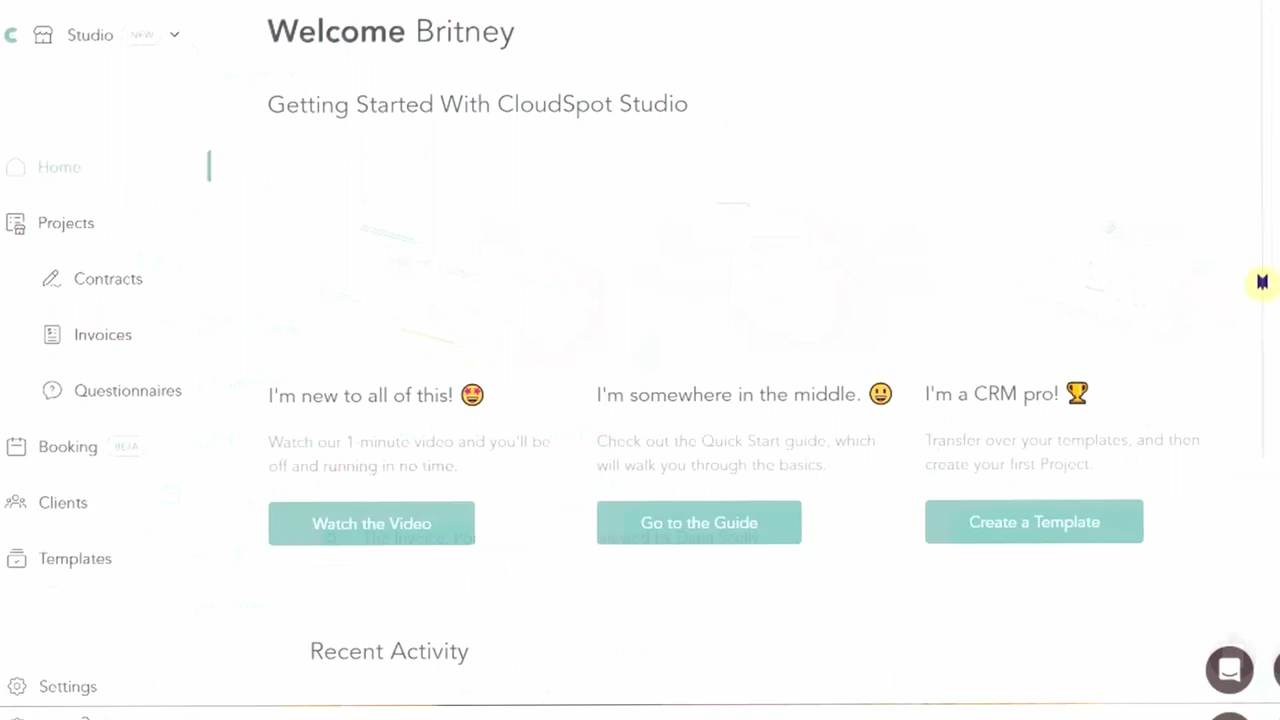 Studio NEW
Home
Projects
Contracts
Invoices
Questionnaires
Booking BETA
Clients
Templates
Settings
Welcome Britney
Getting Started With CloudSpot Studio
I'm new to all of this! 🤩
Watch our 1-minute video and you'll be
off and running in no time.
Watch the Video
I'm somewhere in the middle. 😃
Check out the Quick Start guide, which
will walk you through the basics.
Go to the Guide
I'm a CRM pro! 🏆
Transfer over your templates, and then
create your first Project.
Create a Template
Recent Activity